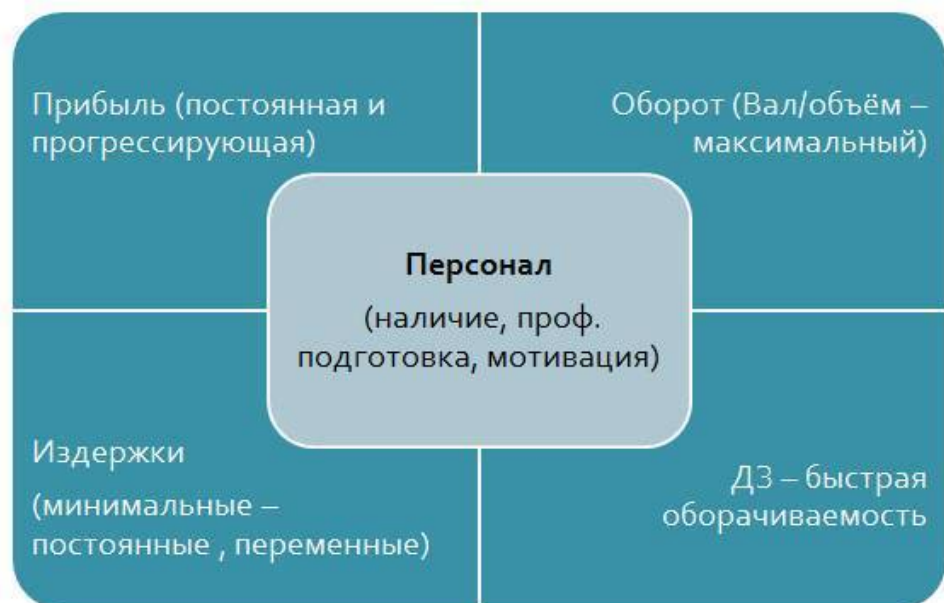 Прибыль (постоянная и
прогрессирующая)
Оборот (Вал/объём –
максимальный)
Персонал
(наличие, проф.
подготовка, мотивация)
Издержки
(минимальные –
постоянные , переменные)
ДЗ – быстрая
оборачиваемость